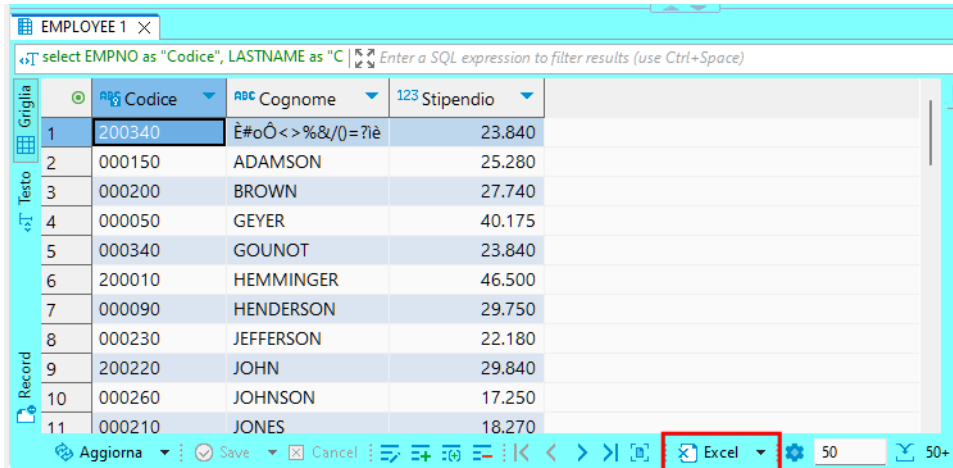 EMPLOYEE 1
select EMPNO as "Codice", LASTNAME as "C Enter a SQL expression to filter results (use Ctrl+Space)
Griglia
Testo
Record
ABC Codice ABC Cognome 123 Stipendio
1 200340 È#oÔ<>%&/()=?ìè 23.840
2 000150 ADAMSON 25.280
3 000200 BROWN 27.740
4 000050 GEYER 40.175
5 000340 GOUNOT 23.840
6 200010 HEMMINGER 46.500
7 000090 HENDERSON 29.750
8 000230 JEFFERSON 22.180
9 200220 JOHN 29.840
10 000260 JOHNSON 17.250
11 000210 JONES 18.270
Aggiorna Save Cancel Excel 50 50+